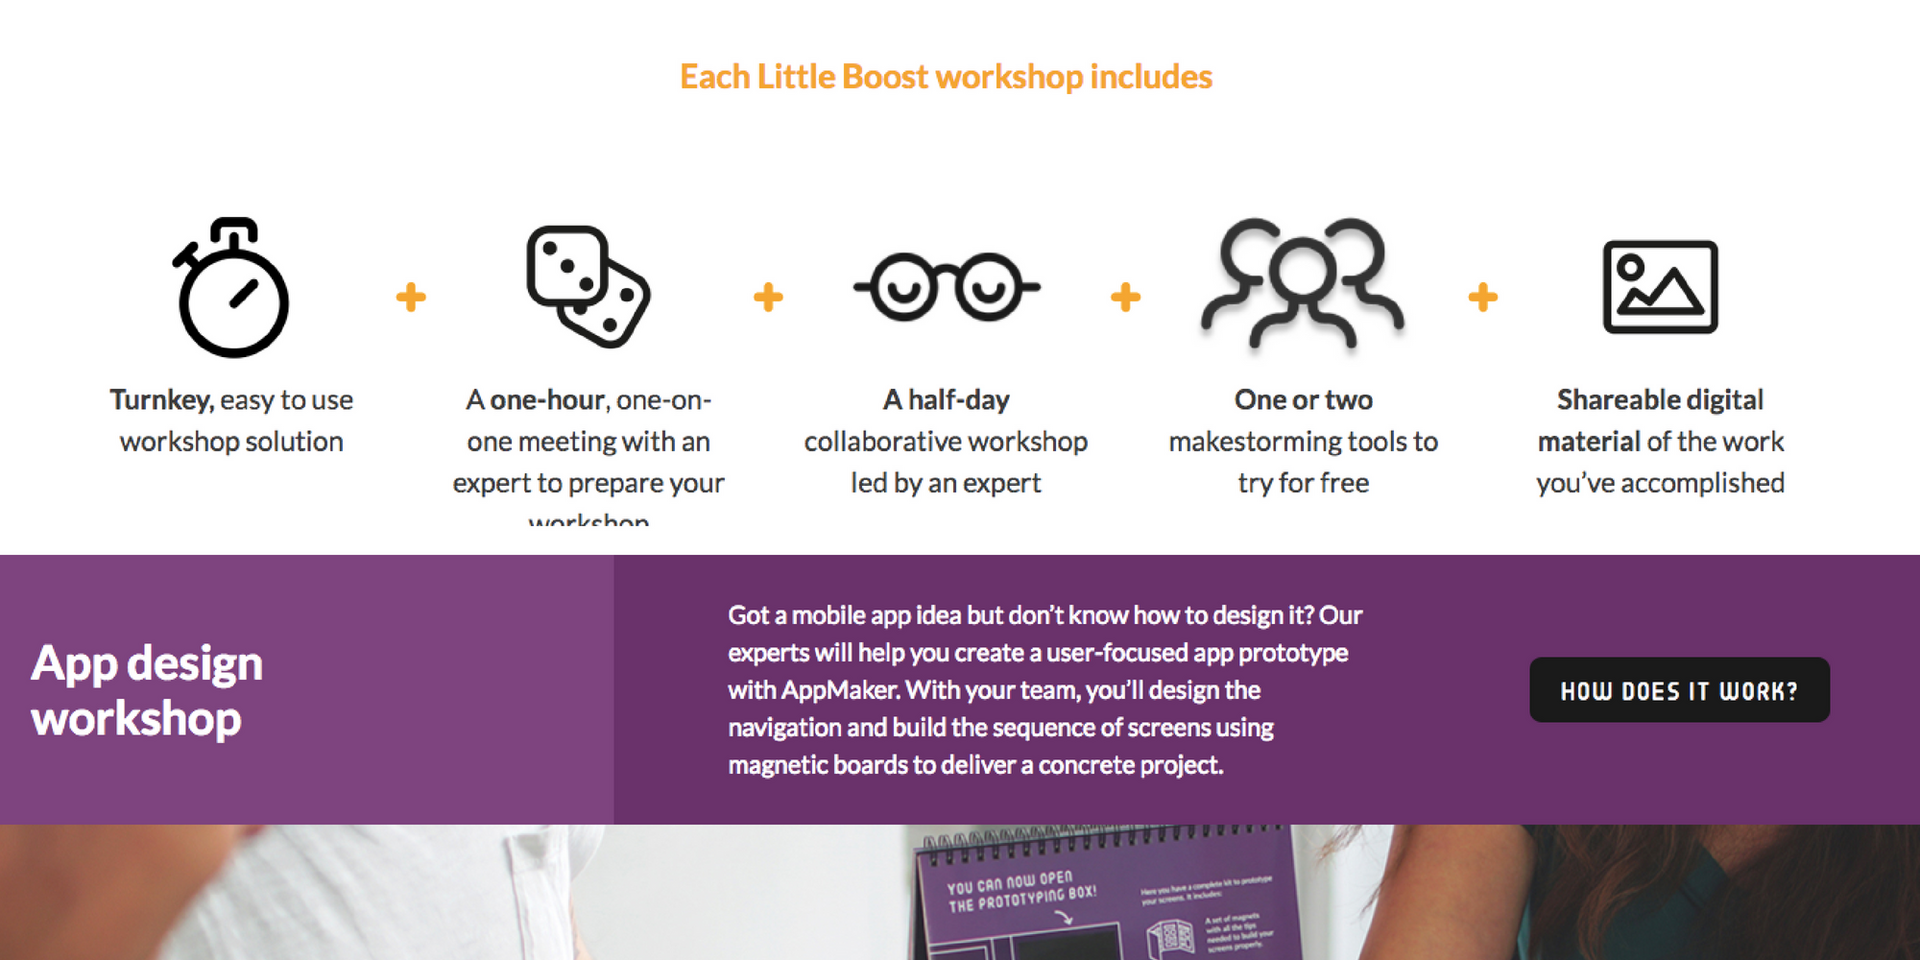 Each Little Boost workshop includes
Turnkey, easy to use
workshop solution
A one-hour, one-on-
one meeting with an
expert to prepare your
workshop
A half-day
collaborative workshop
led by an expert
One or two
makestorming tools to
try for free
Shareable digital
material of the work
you’ve accomplished
App design
workshop
Got a mobile app idea but don’t know how to design it? Our
experts will help you create a user-focused app prototype
with AppMaker. With your team, you’ll design the
navigation and build the sequence of screens using
magnetic boards to deliver a concrete project.
HOW DOES IT WORK?
YOU CAN NOW OPEN
THE PROTOTYPING BOX!
Here you have a complete kit to prototype
your screens. It includes:
A set of magnets
with all the tips
needed to build your
screens properly.